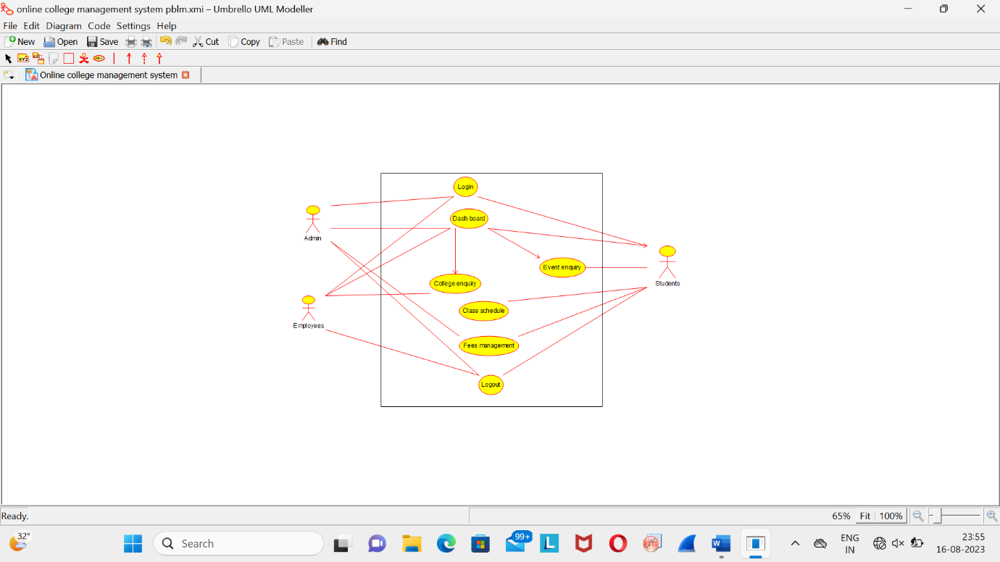 online college management system pblm.xmi – Umbrello UML Modeller
File Edit Diagram Code Settings Help
New Open Save Cut Copy Paste Find
XYZ ABC
Online college management system
Login
Dash board
Admin
Event enquiry
Students
College enquiry
Class schedule
Employees
Fees management
Logout
Ready.
65% Fit 100%
32°
Search
99+
L
W
ENG
IN
23:55
16-08-2023